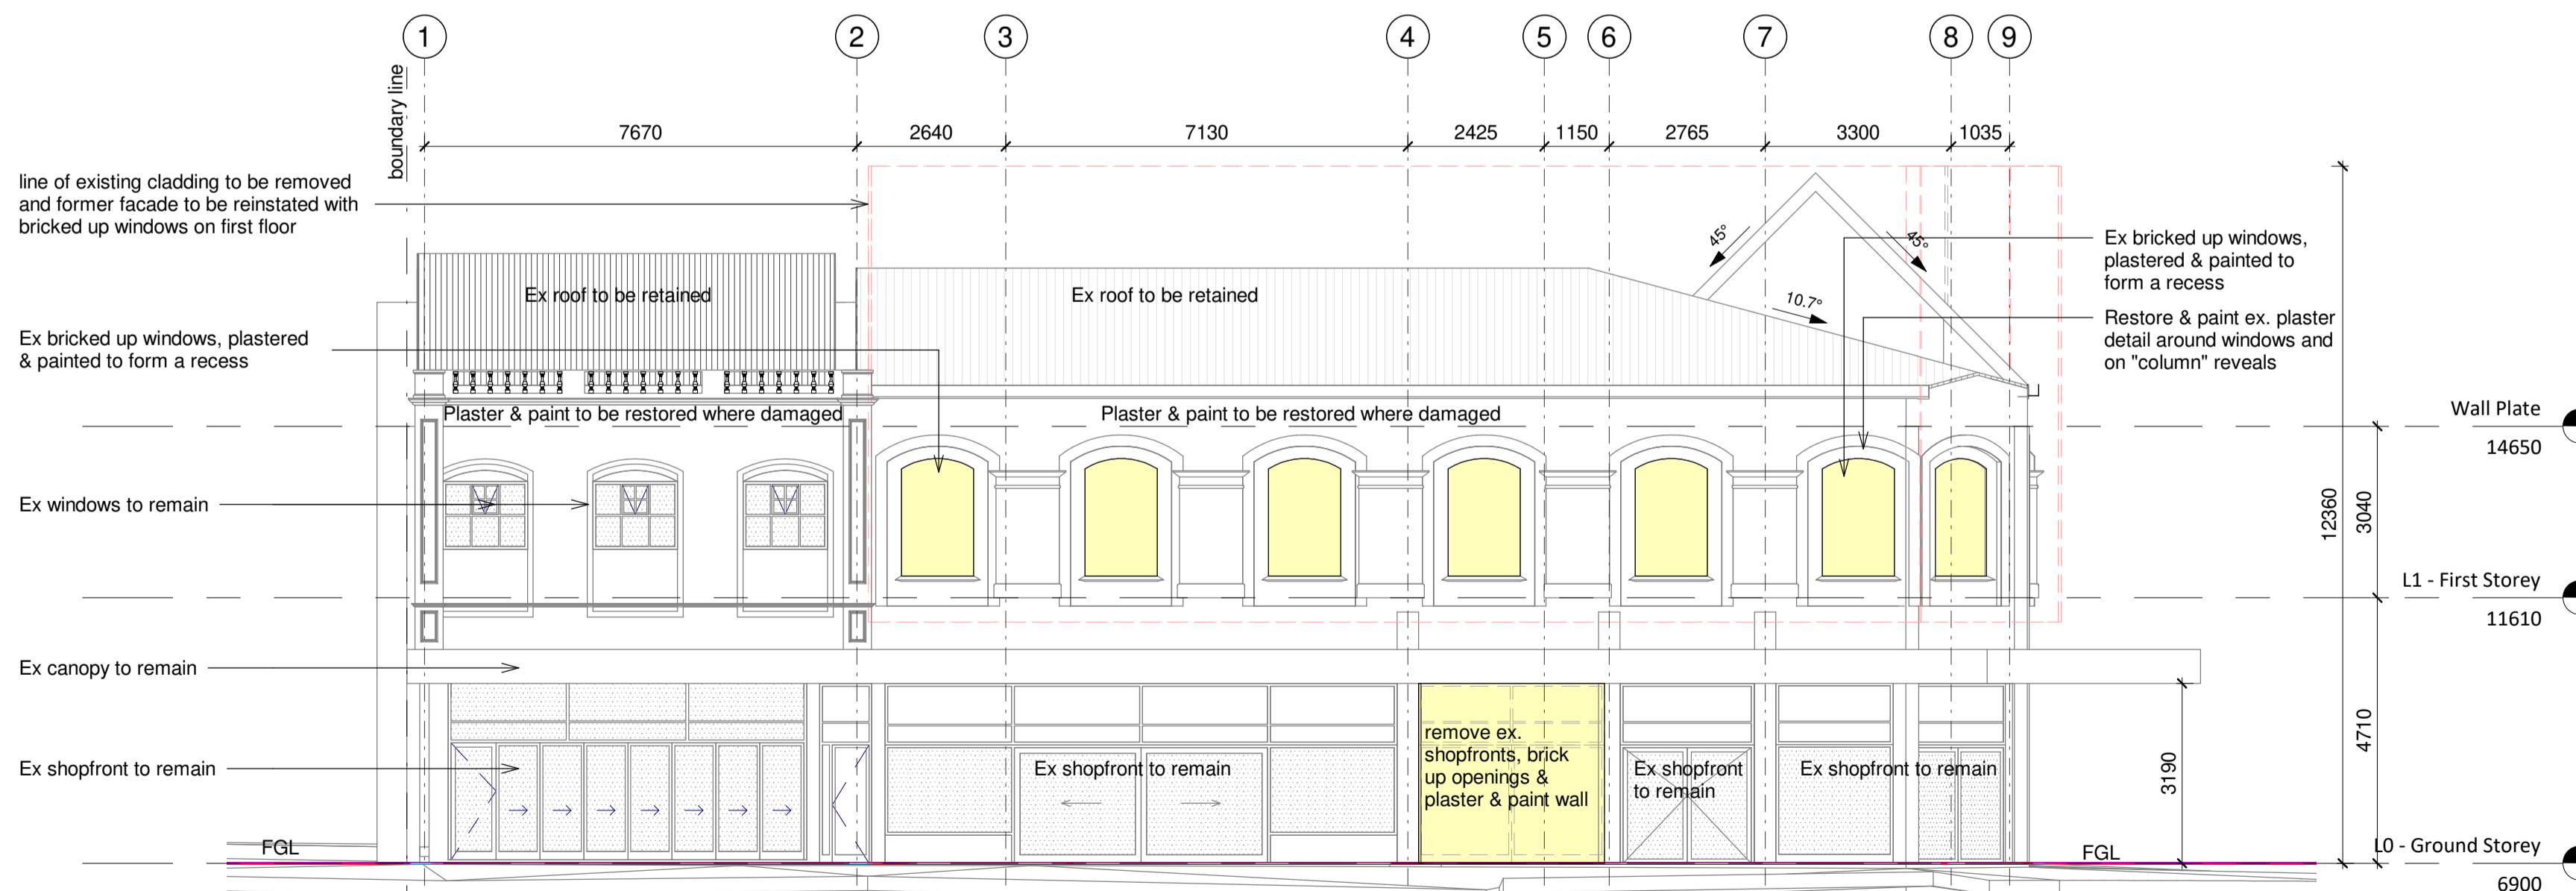 1
2
3
4
5
6
7
8
9
boundary line
7670
2640
7130
2425
1150
2765
3300
1035
line of existing cladding to be removed
and former facade to be reinstated with
bricked up windows on first floor
Ex bricked up windows, plastered
& painted to form a recess
Ex windows to remain
Ex canopy to remain
Ex shopfront to remain
FGL
Ex roof to be retained
Ex roof to be retained
45°
45°
10.7°
Plaster & paint to be restored where damaged
Plaster & paint to be restored where damaged
Ex shopfront to remain
remove ex.
shopfronts, brick
up openings &
plaster & paint wall
Ex shopfront
to remain
Ex shopfront to remain
Ex bricked up windows,
plastered & painted to
form a recess
Restore & paint ex. plaster
detail around windows and
on "column" reveals
12360
3040
4710
3190
Wall Plate
14650
L1 - First Storey
11610
FGL
L0 - Ground Storey
6900